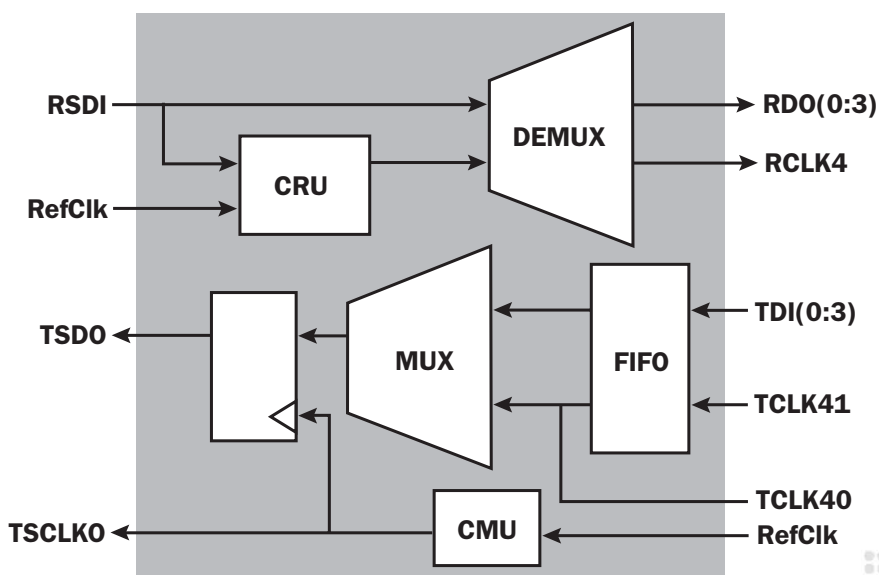 RSDI
RefClk
CRU
DEMUX
RDO(0:3)
RCLK4
TSDO
TSCLKO
MUX
FIFO
CMU
TDI(0:3)
TCLK41
TCLK40
RefClk